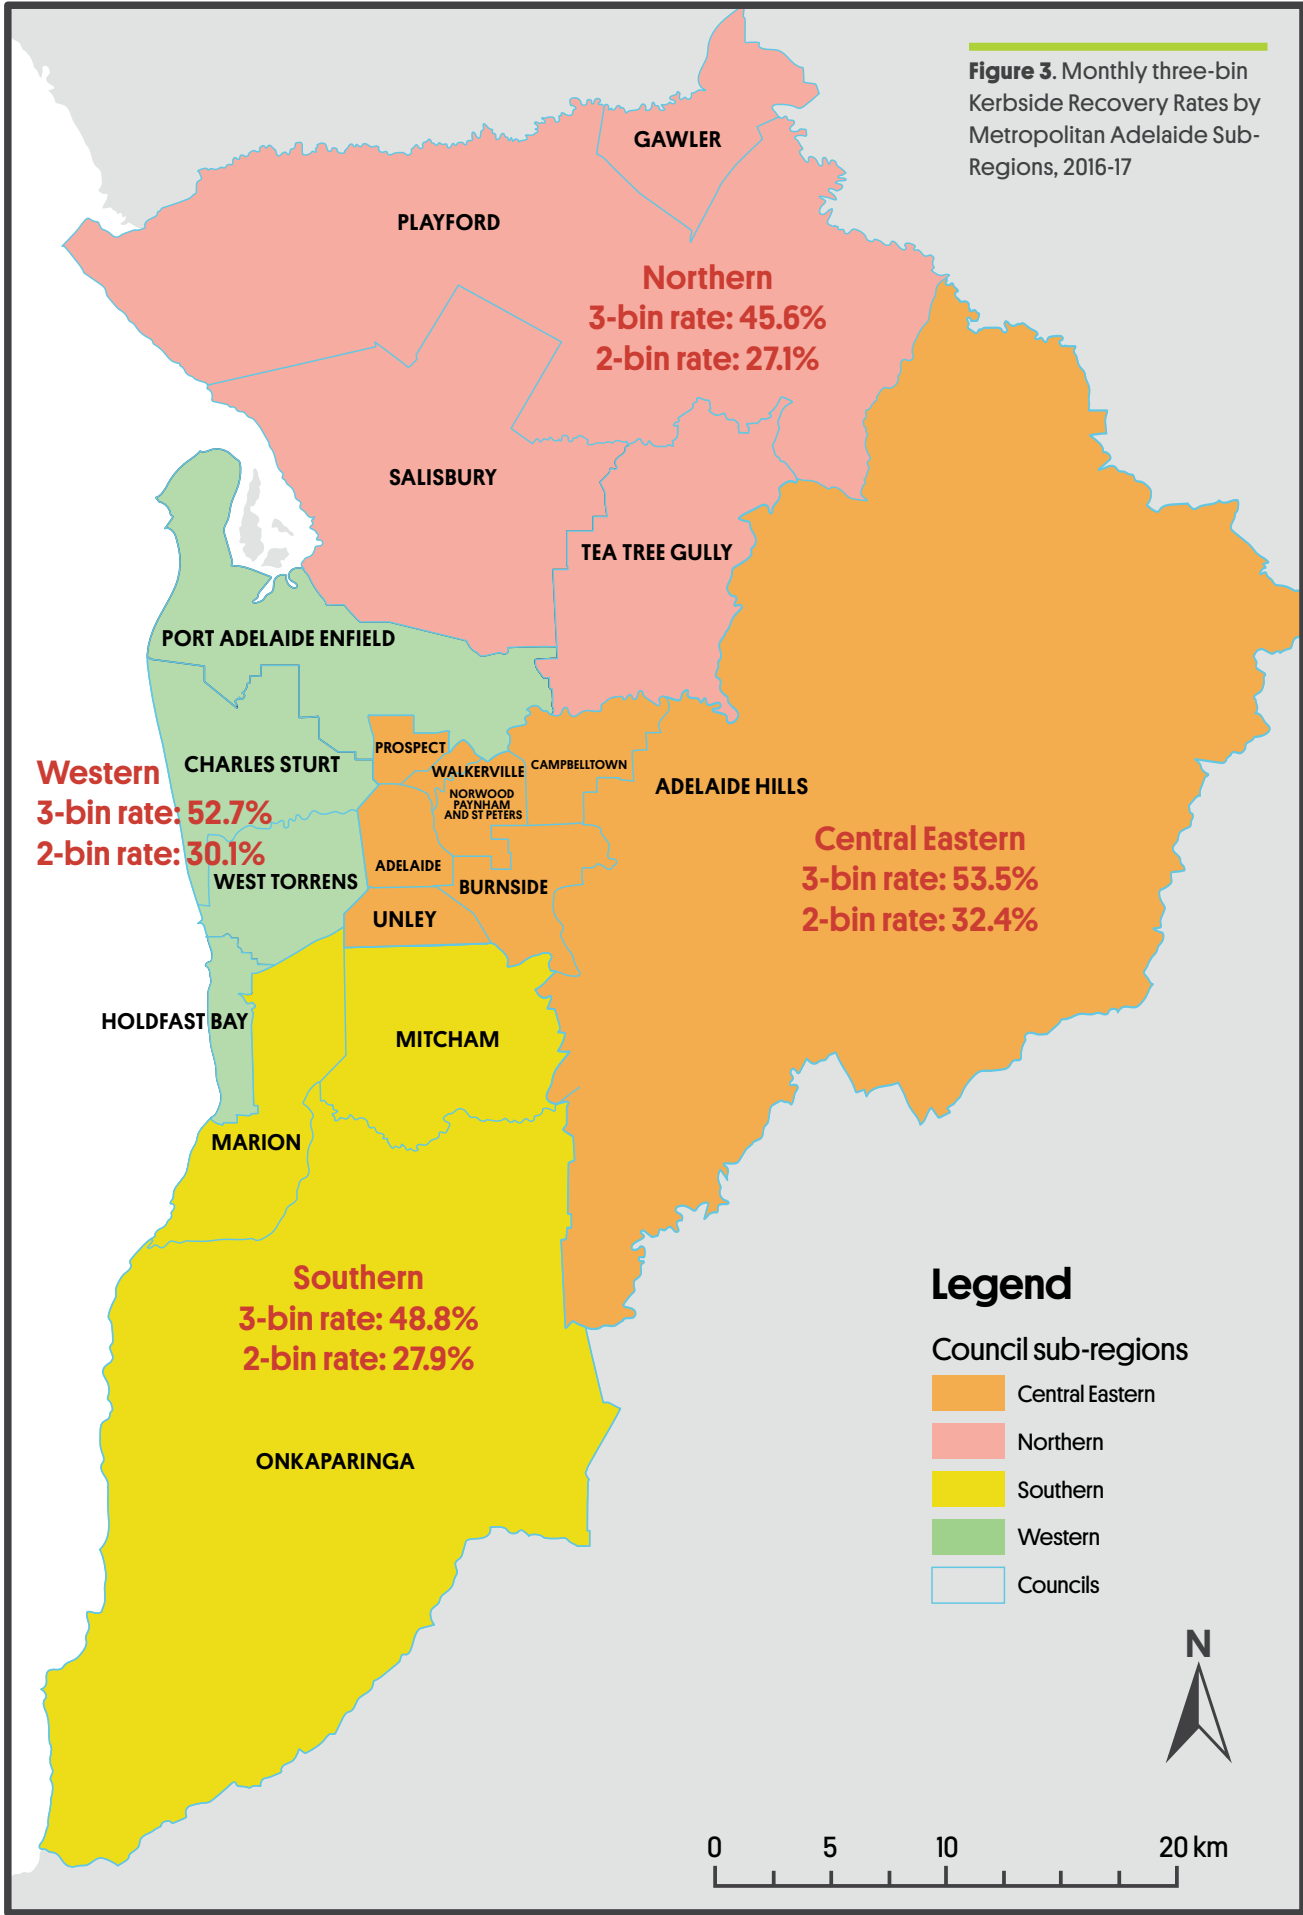 Figure 3. Monthly three-bin
Kerbside Recovery Rates by
Metropolitan Adelaide Sub-
Regions, 2016-17
GAWLER
PLAYFORD
Northern
3-bin rate: 45.6%
2-bin rate: 27.1%
SALISBURY
TEA TREE GULLY
PORT ADELAIDE ENFIELD
PROSPECT
CHARLES STURT
WALKERVILLE
CAMPBELLTOWN
Western
3-bin rate: 52.7%
2-bin rate: 30.1%
NORWOOD
PAYNHAM
AND ST PETERS
ADELAIDE HILLS
Central Eastern
3-bin rate: 53.5%
2-bin rate: 32.4%
ADELAIDE
WEST TORRENS
BURNSIDE
UNLEY
HOLDFAST BAY
MITCHAM
MARION
Southern
3-bin rate: 48.8%
2-bin rate: 27.9%
ONKAPARINGA
Legend
Council sub-regions
Central Eastern
Northern
Southern
Western
Councils
N
0 5 10 20 km